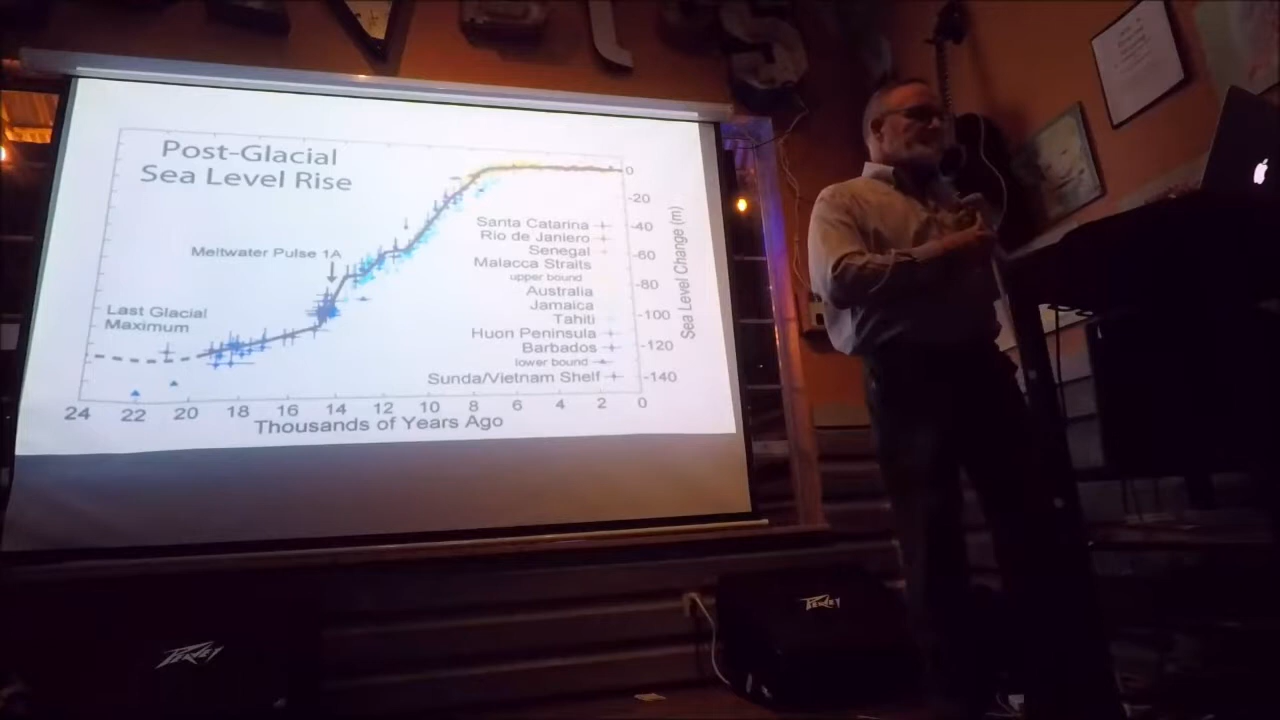 Post-Glacial
Sea Level Rise
Meltwater Pulse 1A
Last Glacial
Maximum
Santa Catarina
Rio de Janiero
Senegal
Malacca Straits
upper bound
Australia
Jamaica
Tahiti
Huon Peninsula
Barbados
lower bound
Sunda/Vietnam Shelf
0
-20
-40
-60
-80
-100
-120
-140
Sea Level Change (m)
24 22 20 18 16 14 12 10 8 6 4 2 0
Thousands of Years Ago
PEAVEY
PEAVEY